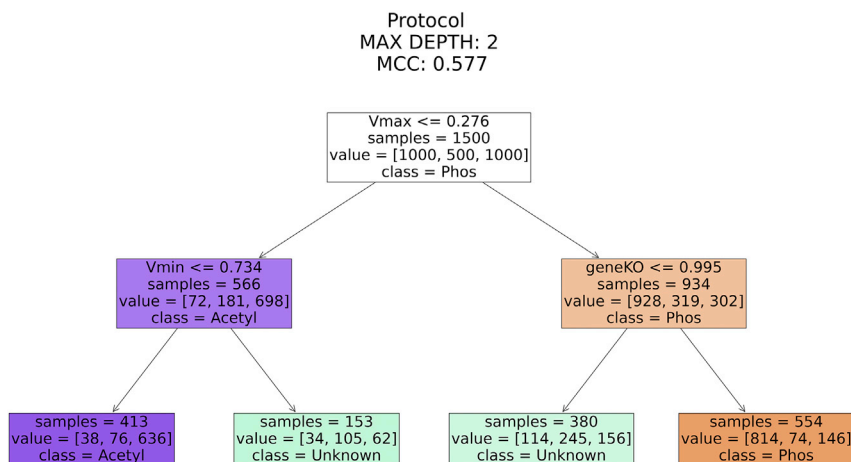 Protocol
MAX DEPTH: 2
MCC: 0.577
Vmax <= 0.276
samples = 1500
value = [1000, 500, 1000]
class = Phos
Vmin <= 0.734
samples = 566
value = [72, 181, 698]
class = Acetyl
geneKO <= 0.995
samples = 934
value = [928, 319, 302]
class = Phos
samples = 413
value = [38, 76, 636]
class = Acetyl
samples = 153
value = [34, 105, 62]
class = Unknown
samples = 380
value = [114, 245, 156]
class = Unknown
samples = 554
value = [814, 74, 146]
class = Phos